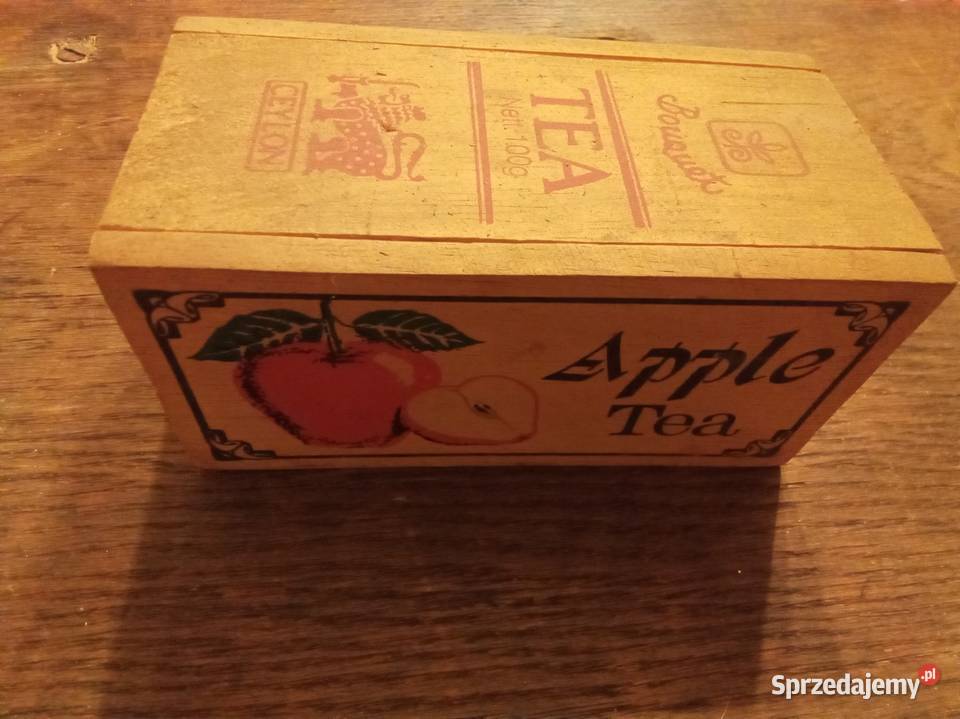 Bouquet
TEA
Nett 100g
CEYLON
Apple
Tea
Sprzedajemy.pl